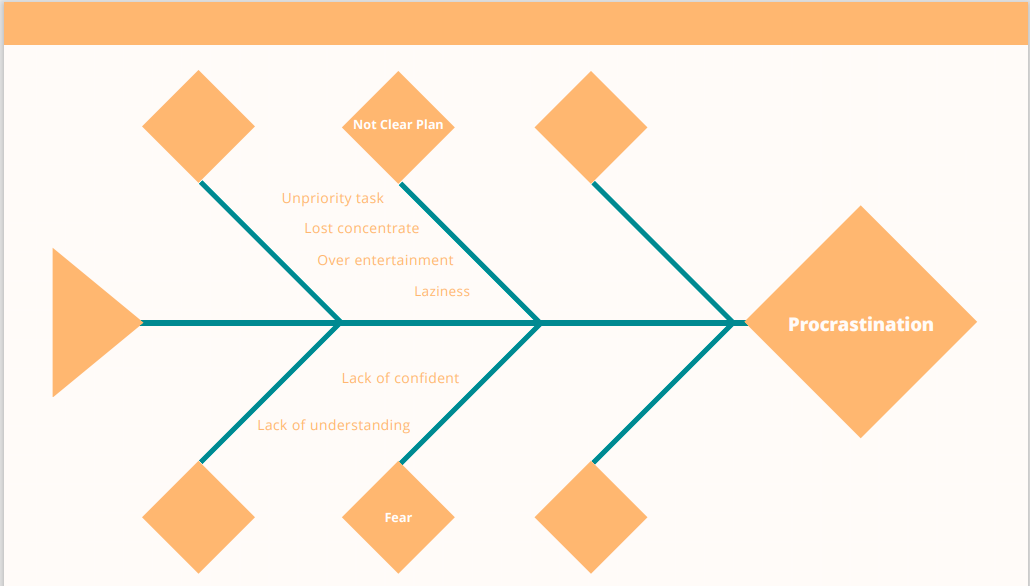 Not Clear Plan
Unpriority task
Lost concentrate
Over entertainment
Laziness
Procrastination
Lack of confident
Lack of understanding
Fear